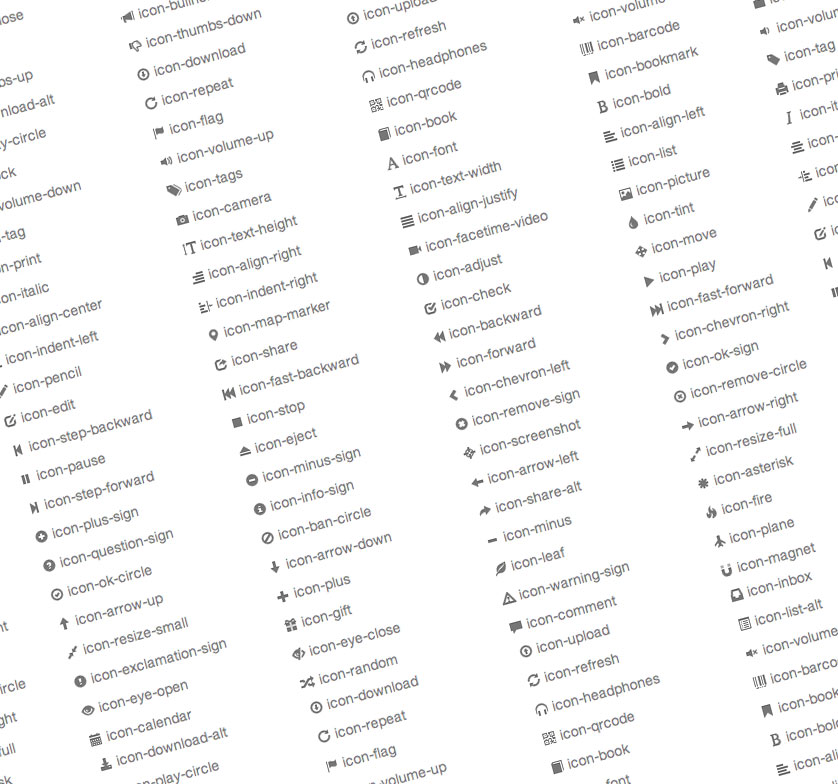 ose
bs-up
nload-alt
y-circle
ck
volume-down
-tag
n-print
on-italic
con-align-center
icon-indent-left
icon-pencil
icon-edit
icon-step-backward
icon-pause
icon-step-forward
icon-plus-sign
icon-question-sign
icon-ok-circle
icon-arrow-up
icon-resize-small
icon-exclamation-sign
icon-eye-open
icon-calendar
icon-download-alt
n-play-circle
nt
ircle
ght
full
sk
icon-thumbs-down
icon-download
icon-repeat
icon-flag
icon-volume-up
icon-tags
icon-camera
icon-text-height
icon-align-right
icon-indent-right
icon-map-marker
icon-share
icon-fast-backward
icon-stop
icon-eject
icon-minus-sign
icon-info-sign
icon-ban-circle
icon-arrow-down
icon-plus
icon-gift
icon-eye-close
icon-random
icon-download
icon-repeat
icon-flag
volume-up
icon-upload
icon-refresh
icon-headphones
icon-qrcode
icon-book
icon-font
icon-text-width
icon-align-justify
icon-facetime-video
icon-adjust
icon-check
icon-backward
icon-forward
icon-chevron-left
icon-remove-sign
icon-screenshot
icon-arrow-left
icon-share-alt
icon-minus
icon-leaf
icon-warning-sign
icon-comment
icon-upload
icon-refresh
icon-headphones
icon-qrcode
icon-book
font
icon-volume
icon-barcode
icon-bookmark
icon-bold
icon-align-left
icon-list
icon-picture
icon-tint
icon-move
icon-play
icon-fast-forward
icon-chevron-right
icon-ok-sign
icon-remove-circle
icon-arrow-right
icon-resize-full
icon-asterisk
icon-fire
icon-plane
icon-magnet
icon-inbox
icon-list-alt
icon-volume
icon-barco
icon-book
icon-bol
icon-ali
icon-volu
icon-tag
icon-pri
icon-it
icon-
icon
ico
ic